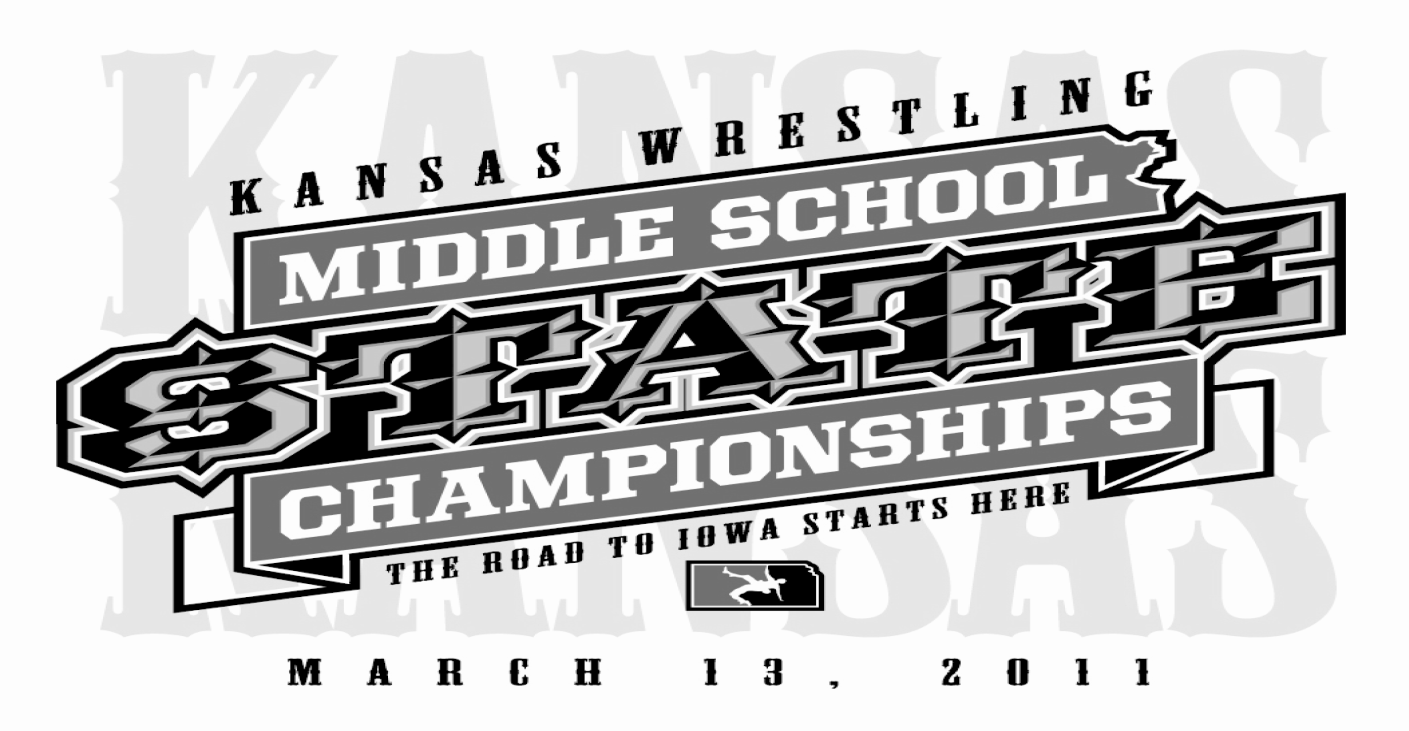 KANSAS
KANSAS WRESTLING
MIDDLE SCHOOL
STATE
CHAMPIONSHIPS
THE ROAD TO IOWA STARTS HERE
KANSAS
MARCH 13, 2011